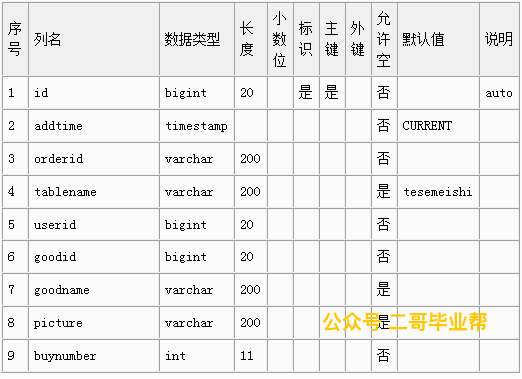 序号 列名 数据类型 长度 小数位 标识 主键 外键 允许空 默认值 说明
1 id bigint 20 是 是 否 auto
2 addtime timestamp 否 CURRENT
3 orderid varchar 200 否
4 tablename varchar 200 是 tesemeishi
5 userid bigint 20 否
6 goodid bigint 20 否
7 goodname varchar 200 是
8 picture varchar 200 是
公众号 二哥毕业帮
9 buynumber int 11 否